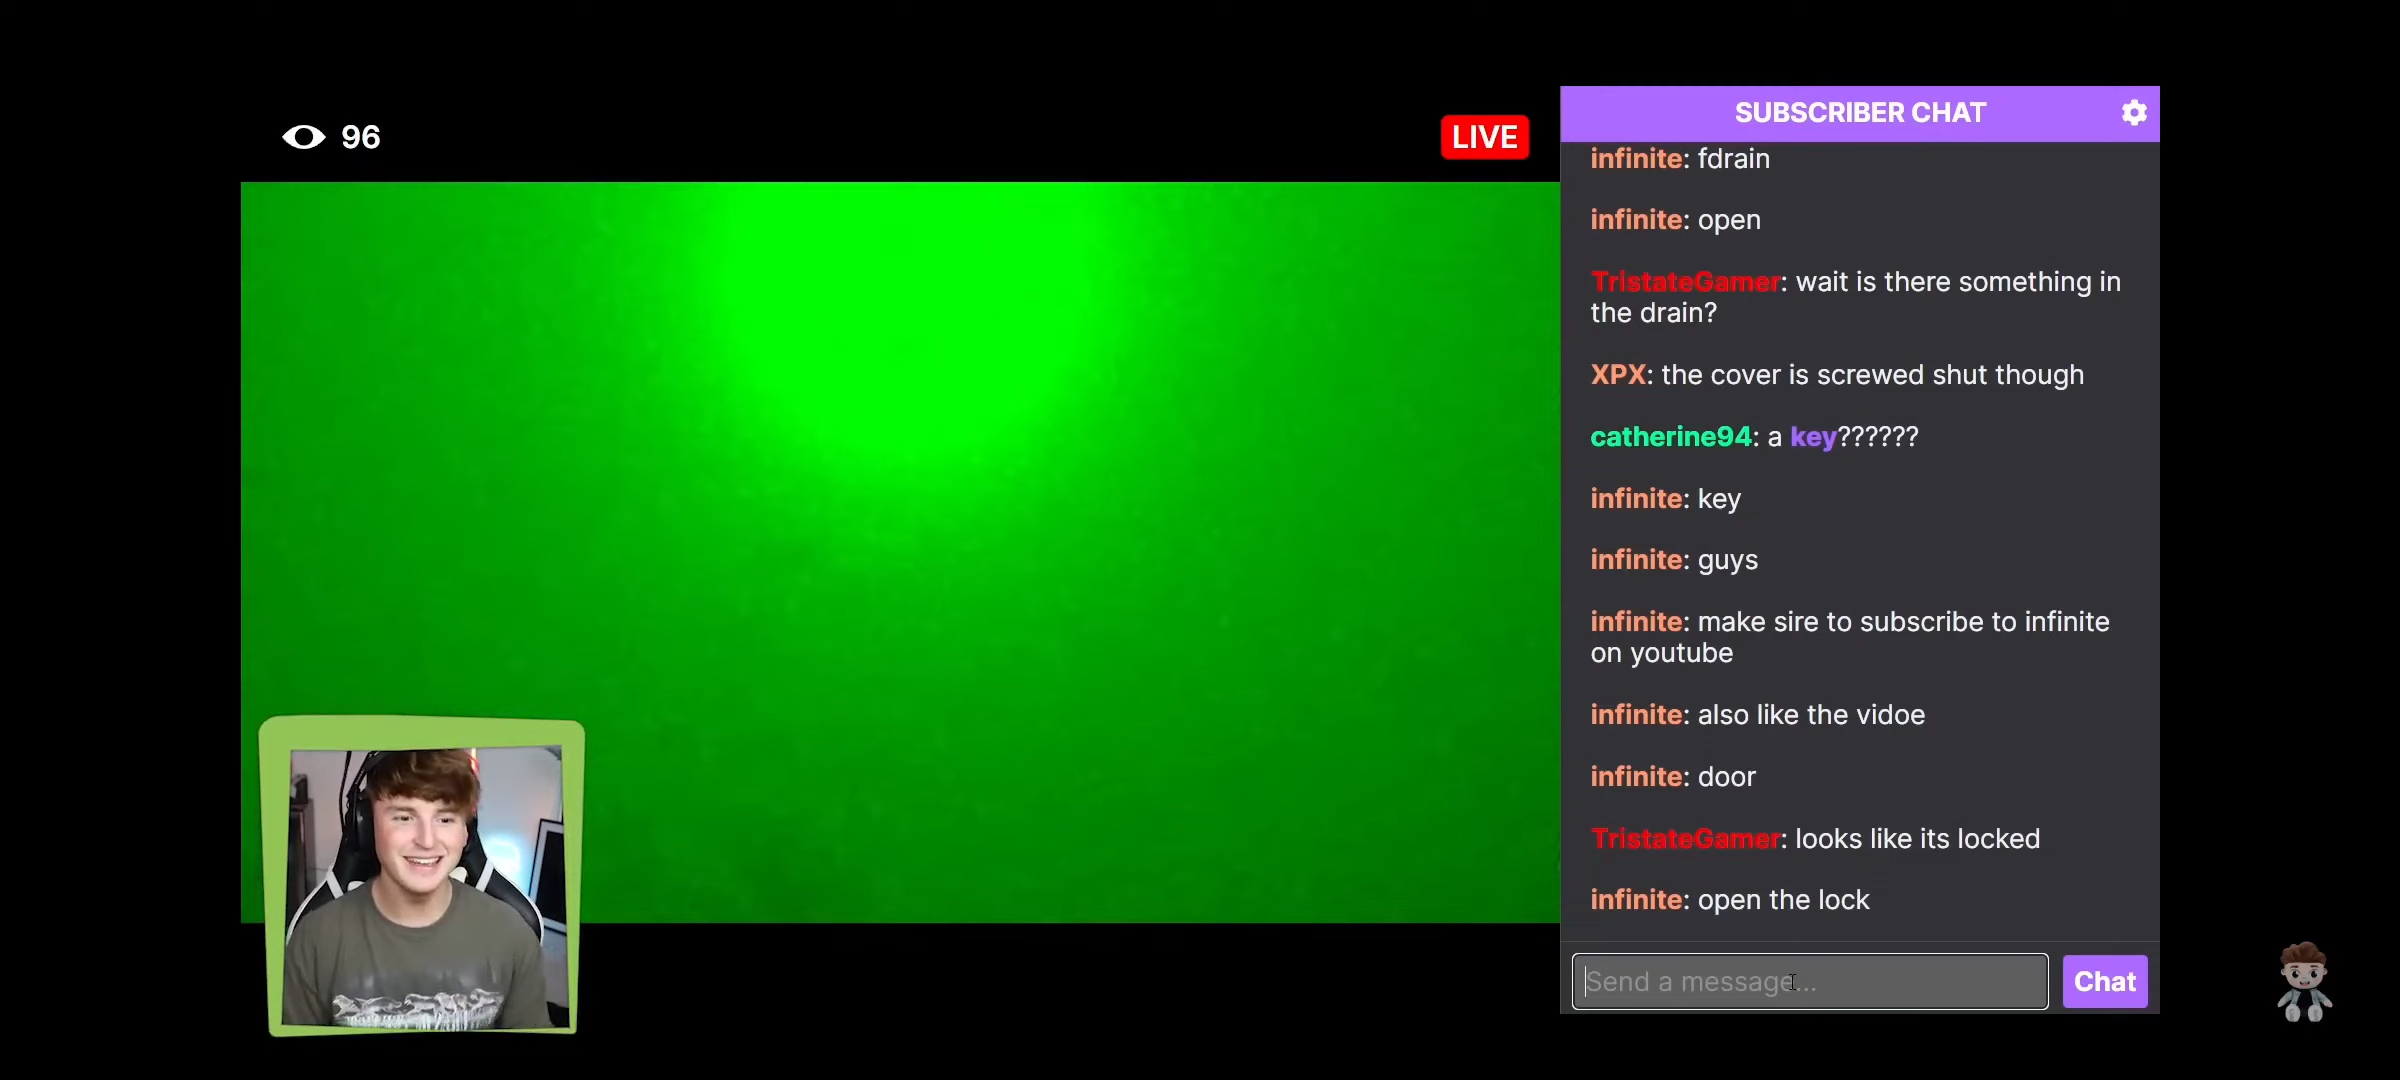 96
LIVE
SUBSCRIBER CHAT
infinite: fdrain
infinite: open
TristateGamer: wait is there something in
the drain?
XPX: the cover is screwed shut though
catherine94: a key??????
infinite: key
infinite: guys
infinite: make sire to subscribe to infinite
on youtube
infinite: also like the vidoe
infinite: door
TristateGamer: looks like its locked
infinite: open the lock
Send a message...
Chat